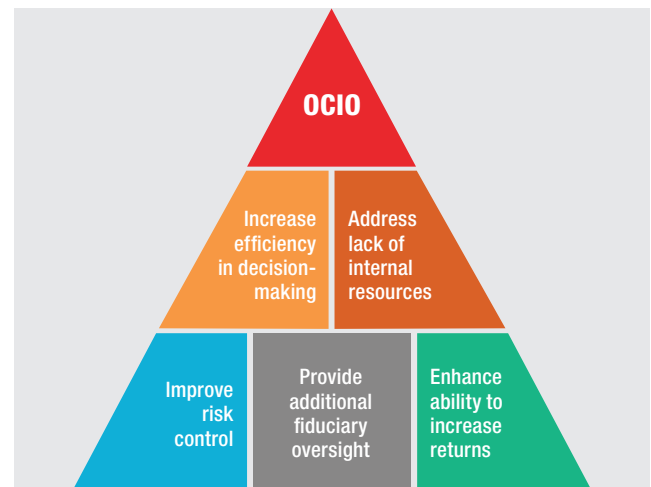 OCIO
Increase
efficiency
in decision-
making
Address
lack of
internal
resources
Improve
risk
control
Provide
additional
fiduciary
oversight
Enhance
ability to
increase
returns